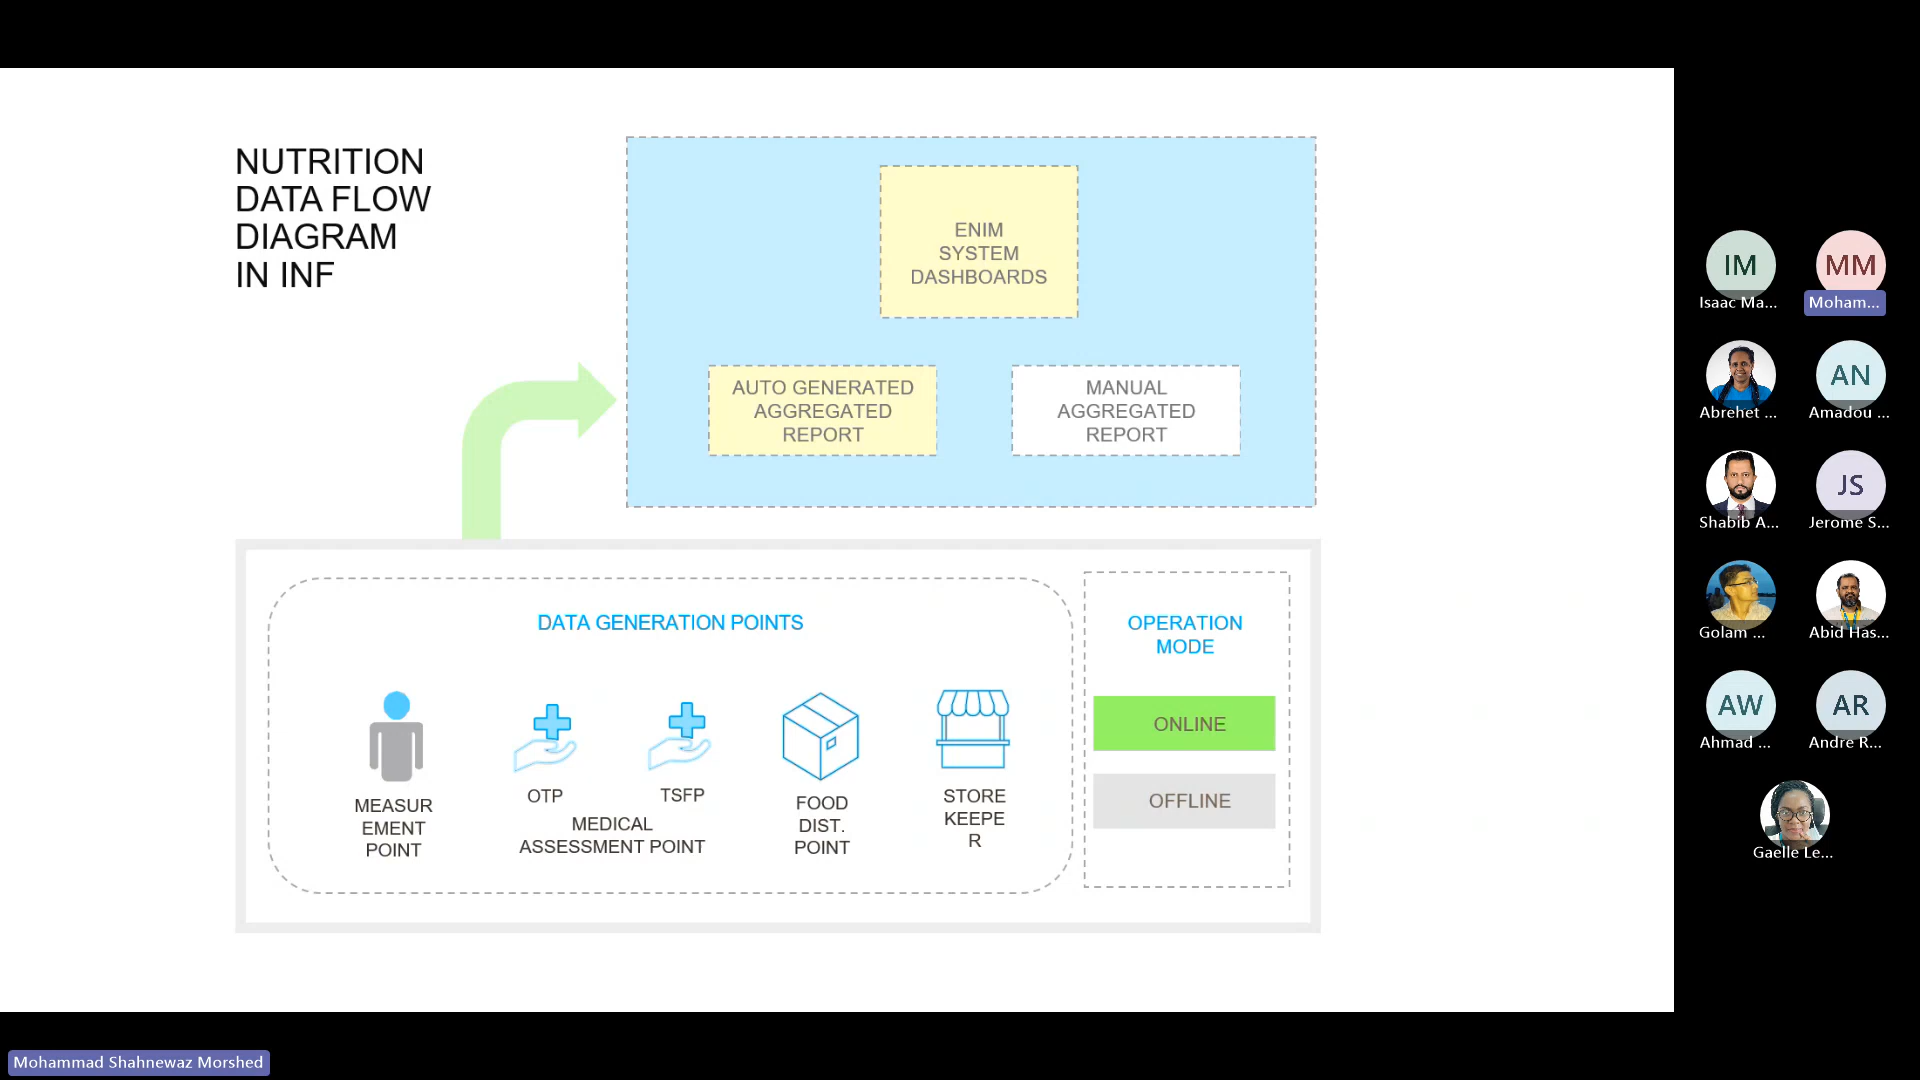 NUTRITION
DATA FLOW
DIAGRAM
IN INF
ENIM
SYSTEM
DASHBOARDS
AUTO GENERATED
AGGREGATED
REPORT
MANUAL
AGGREGATED
REPORT
DATA GENERATION POINTS
MEASUR
EMENT
POINT
OTP
TSFP
MEDICAL
ASSESSMENT POINT
FOOD
DIST.
POINT
STORE
KEEPE
R
OPERATION
MODE
ONLINE
OFFLINE
IM
Isaac Ma...
MM
Moham...
Abrehet ...
AN
Amadou ...
Shabib A...
JS
Jerome S...
Golam ...
Abid Has...
AW
Ahmad ...
AR
Andre R...
Gaelle Le...
Mohammad Shahnewaz Morshed